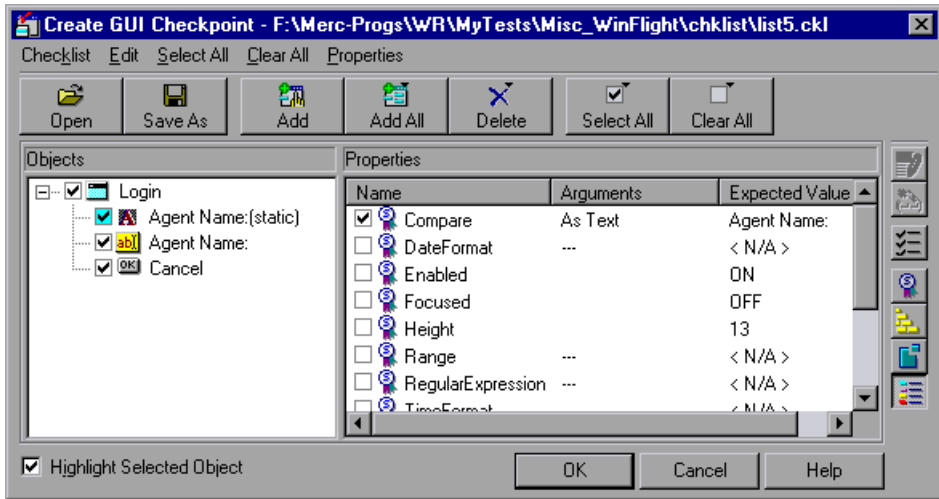 Create GUI Checkpoint - F:\Merc-Progs\WR\MyTests\Misc_WinFlight\chklist\list5.ckl
Checklist Edit Select All Clear All Properties
Open Save As Add Add All Delete Select All Clear All
Objects Properties
Name Arguments Expected Value
Login
Agent Name:(static)
Agent Name:
Cancel
Compare As Text Agent Name:
DateFormat --- < N/A >
Enabled ON
Focused OFF
Height 13
Range --- < N/A >
RegularExpression --- < N/A >
TimeFormat < N/A >
Highlight Selected Object OK Cancel Help